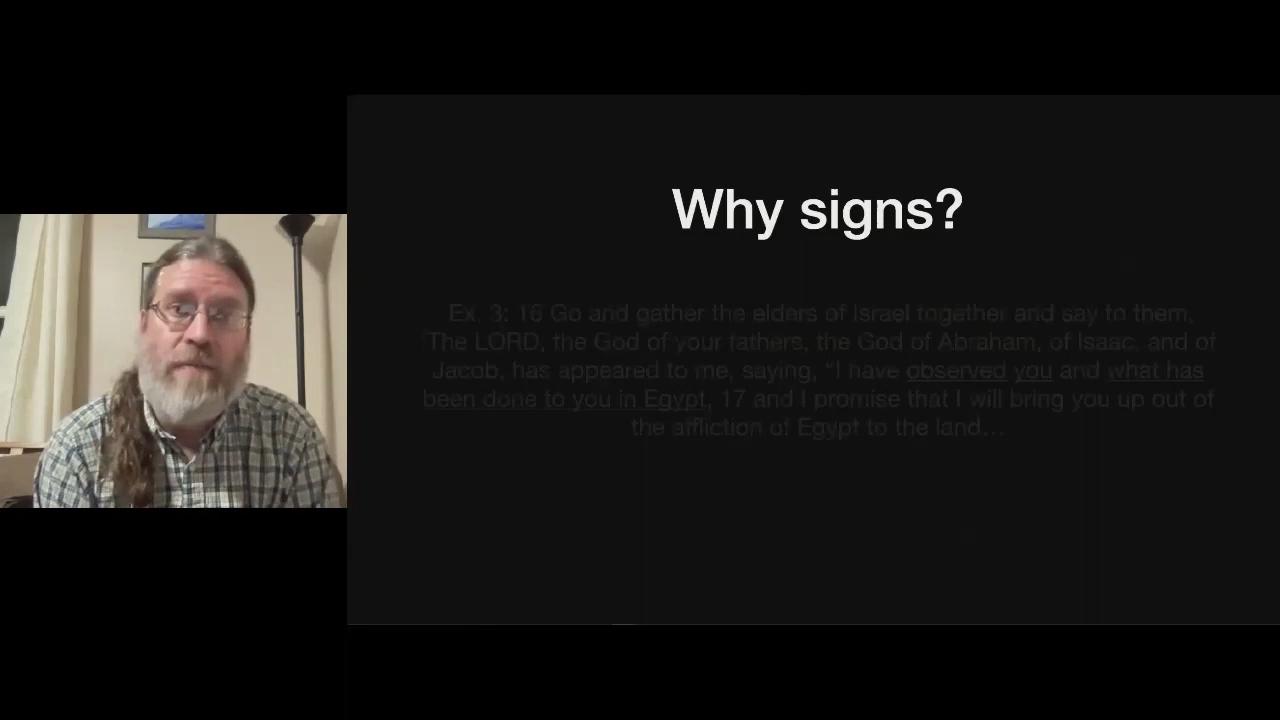 Why signs?
Ex. 3: 16 Go and gather the elders of Israel together and say to them,
'The LORD, the God of your fathers, the God of Abraham, of Isaac, and of
Jacob, has appeared to me, saying, “I have observed you and what has
been done to you in Egypt, 17 and I promise that I will bring you up out of
the affliction of Egypt to the land…